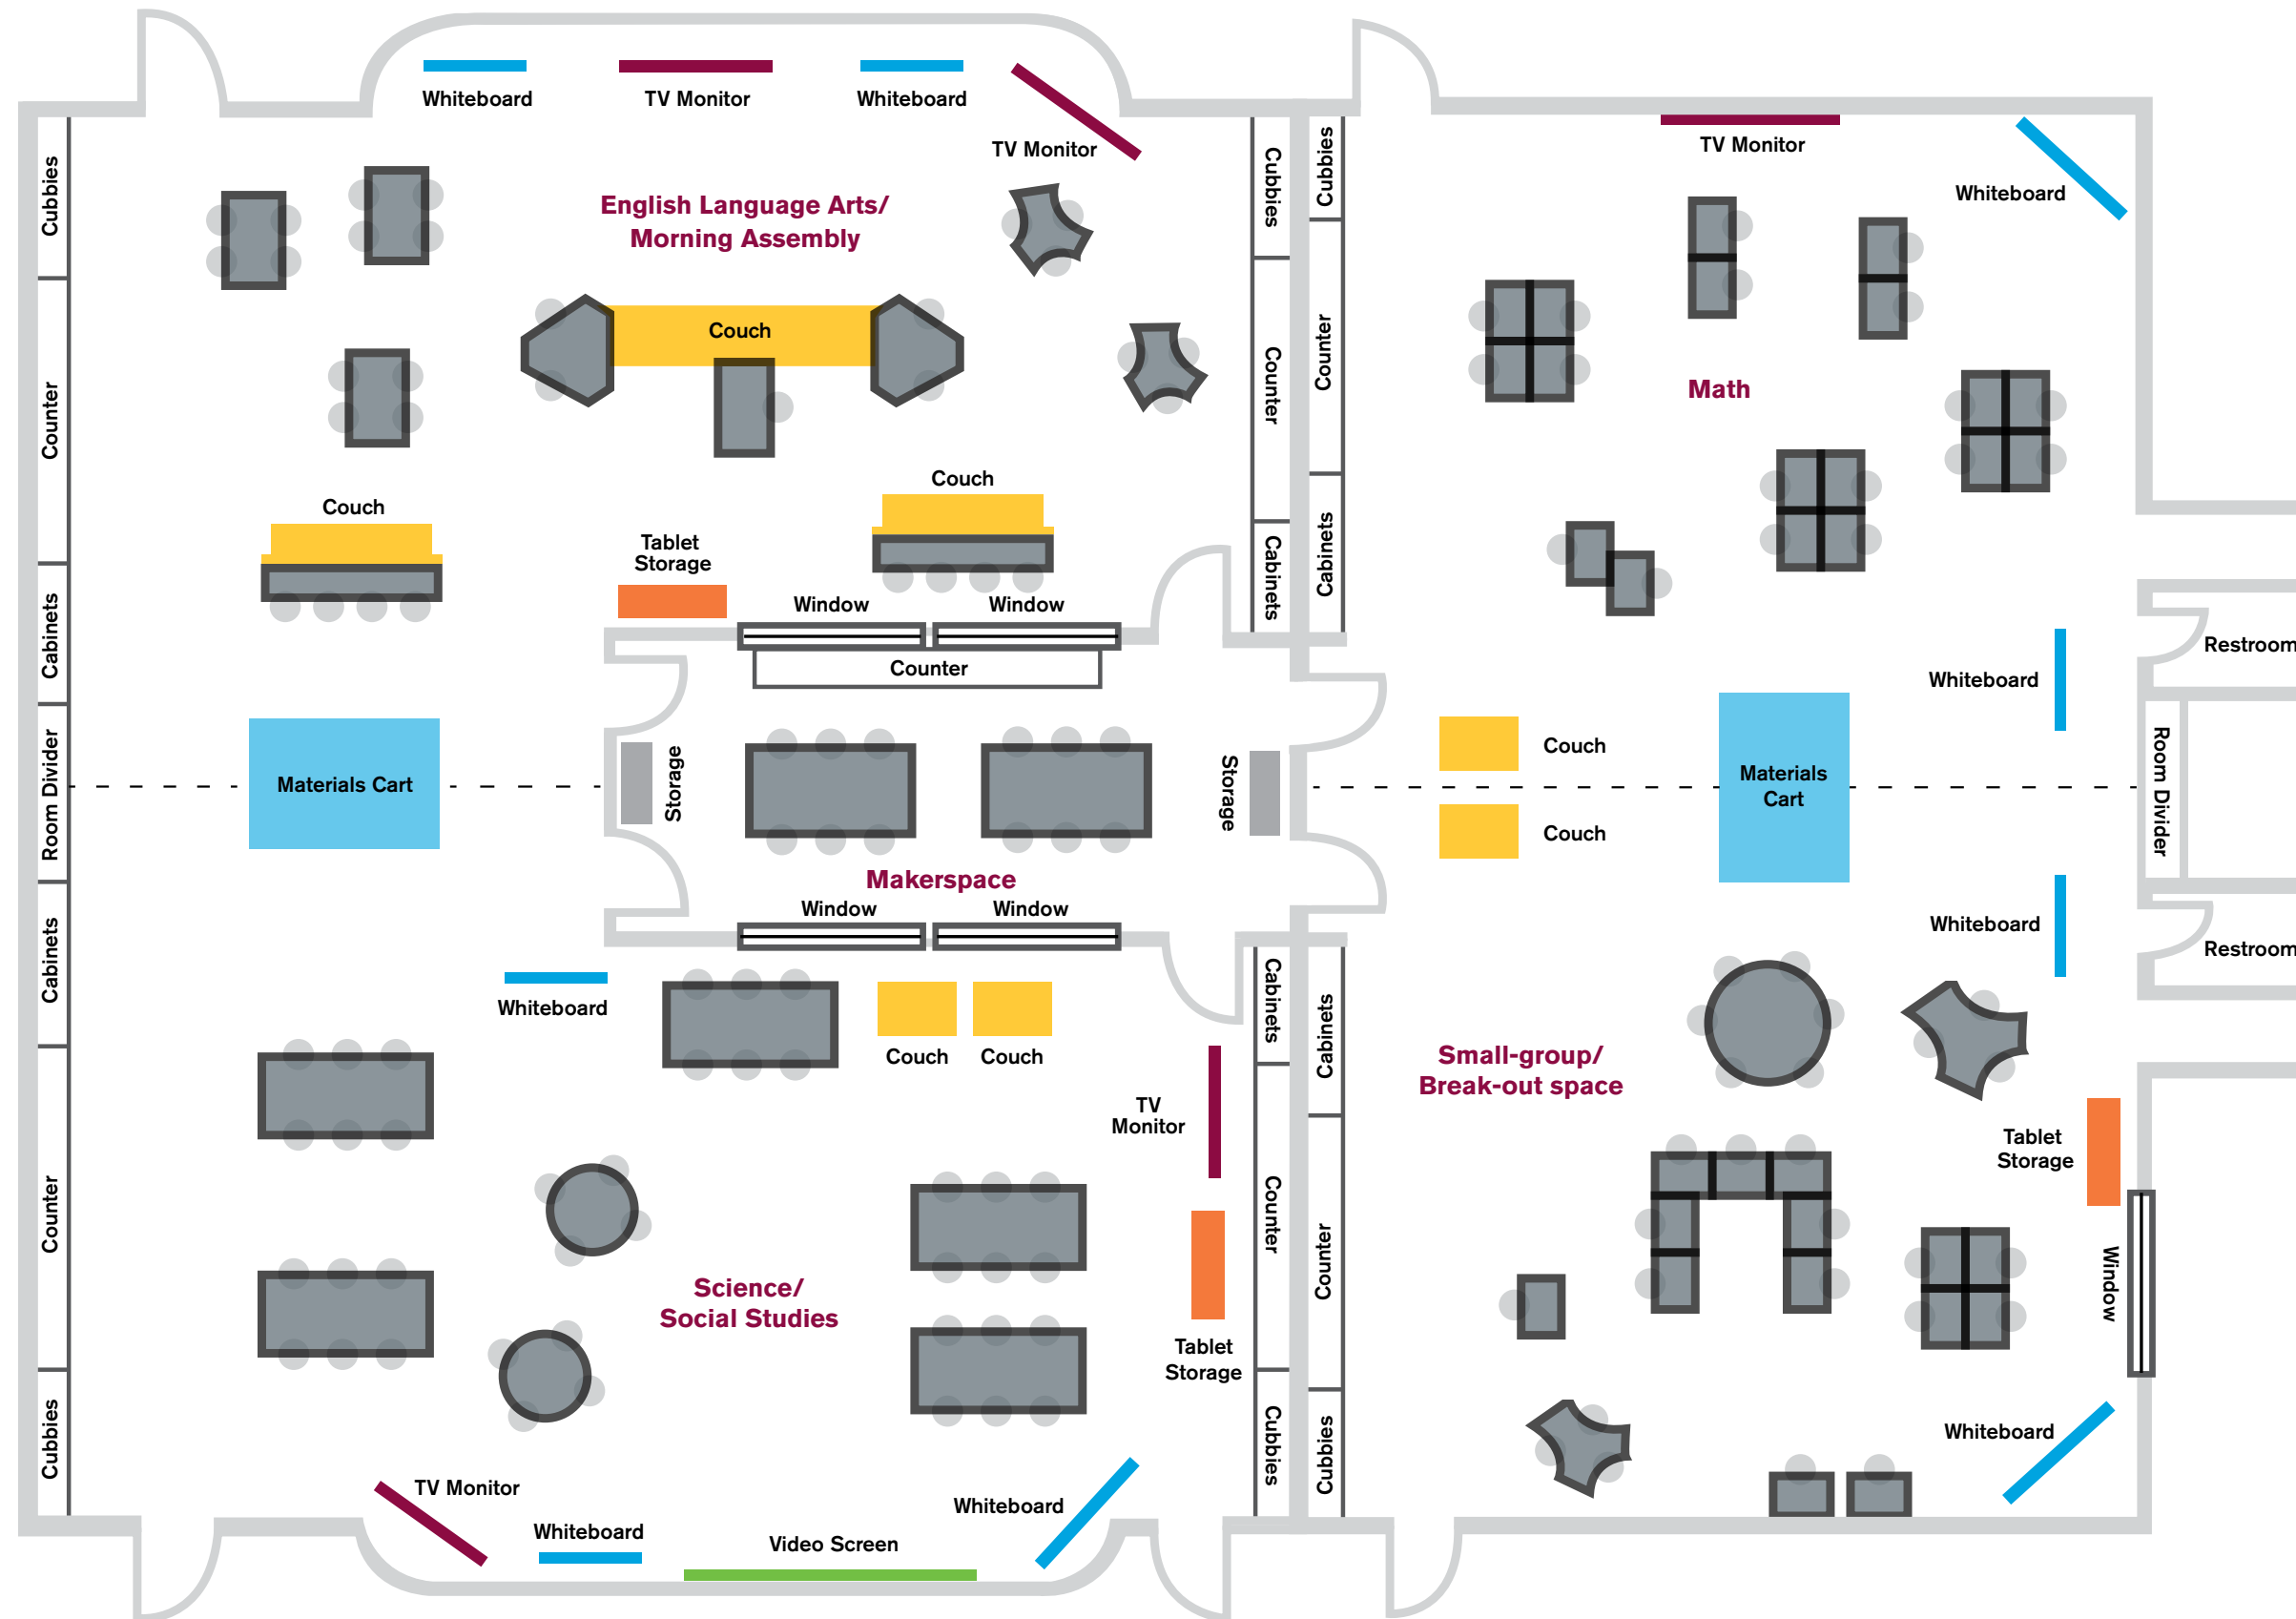 Whiteboard
TV Monitor
Whiteboard
TV Monitor
English Language Arts/
Morning Assembly
Cubbies
Counter
Cabinets
Room Divider
Cabinets
Counter
Cubbies
Couch
Couch
Couch
Tablet
Storage
Window
Window
Counter
Cubbies
Counter
Cabinets
Cubbies
Counter
Cabinets
TV Monitor
Whiteboard
Math
Whiteboard
Restroom
Materials Cart
Storage
Storage
Makerspace
Window
Window
Couch
Couch
Materials
Cart
Room Divider
Whiteboard
Restroom
Whiteboard
Couch
Couch
TV
Monitor
Tablet
Storage
Science/
Social Studies
Cabinets
Counter
Cubbies
Cabinets
Counter
Cubbies
TV Monitor
Whiteboard
Video Screen
Whiteboard
Small-group/
Break-out space
Tablet
Storage
Window
Whiteboard